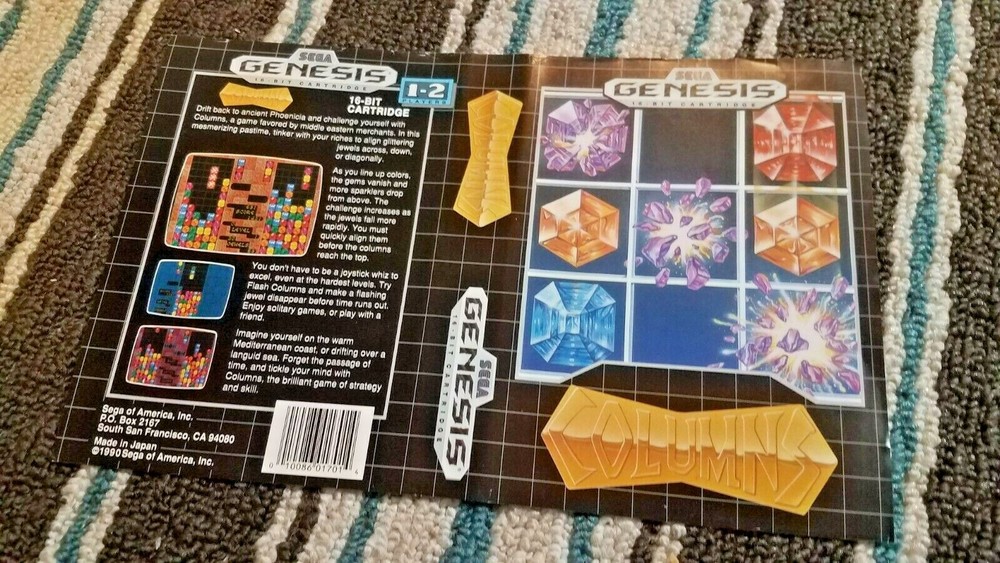 SEGA
GENESIS
16-BIT CARTRIDGE
1-2
PLAYERS
16-BIT
CARTRIDGE
Drift back to ancient Phoenicia and challenge yourself with
Columns, a game favored by middle eastern merchants. In this
mesmerizing pastime, tinker with your riches to align glittering
jewels across, down,
or diagonally.
As you line up colors,
the gems vanish and
more sparklers drop
from above. The
challenge increases as
the jewels fall more
rapidly. You must
quickly align them
before the columns
reach the top.
You don't have to be a joystick whiz to
excel, even at the hardest levels. Try
Flash Columns and make a flashing
jewel disappear before time runs out.
Enjoy solitary games, or play with a
friend.
Imagine yourself on the warm
Mediterranean coast, or drifting over a
languid sea. Forget the passage of
time, and tickle your mind with
Columns, the brilliant game of strategy
and skill.
Sega of America, Inc.
P.O. Box 2167
South San Francisco, CA 94080
Made in Japan
©1990 Sega of America, Inc.
0 10086 01701 4
SEGA
GENESIS
16-BIT CARTRIDGE
SEGA
GENESIS
16-BIT CARTRIDGE
COLUMNS